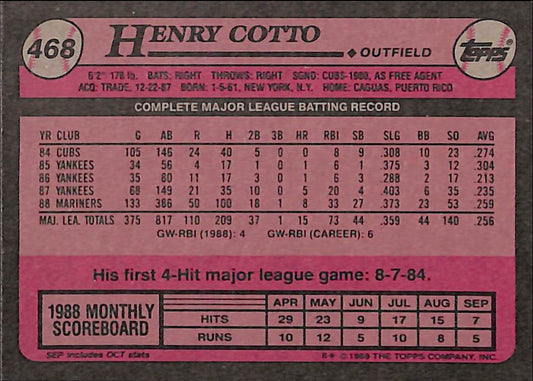 468 HENRY COTTO Topps®
◆ OUTFIELD
6'2" 178 lb. BATS: RIGHT THROWS: RIGHT SGND: CUBS-1980, AS FREE AGENT
ACQ: TRADE, 12-22-87 BORN: 1-5-61, NEW YORK, N.Y. HOME: CAGUAS, PUERTO RICO
COMPLETE MAJOR LEAGUE BATTING RECORD
YR CLUB G AB R H 2B 3B HR RBI SB SLG BB SO AVG
84 CUBS 105 146 24 40 5 0 0 8 9 .308 10 23 .274
85 YANKEES 34 56 4 17 1 0 1 6 1 .375 3 12 .304
86 YANKEES 35 80 11 17 3 0 1 6 3 .288 2 17 .213
87 YANKEES 68 149 21 35 10 0 5 20 4 .403 6 35 .235
88 MARINERS 133 386 50 100 18 1 8 33 27 .373 23 53 .259
MAJ. LEA. TOTALS 375 817 110 209 37 1 15 73 44 .359 44 140 .256
GW-RBI (1988): 4 GW-RBI (CAREER): 6
His first 4-Hit major league game: 8-7-84.
1988 MONTHLY SCOREBOARD
APR MAY JUN JUL AUG SEP
HITS 29 23 9 17 15 7
RUNS 10 12 5 10 8 5
SEP includes OCT stats
© 1989 THE TOPPS COMPANY, INC.